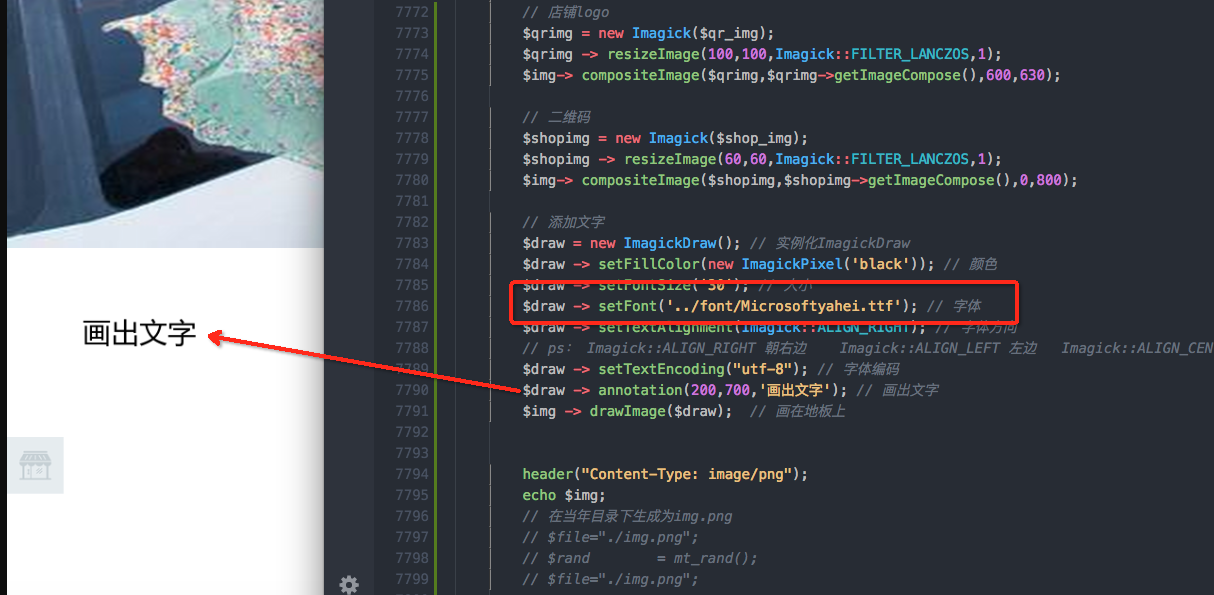 画出文字
7772 // 店铺logo
7773 $qrimg = new Imagick($qr_img);
7774 $qrimg -> resizeImage(100,100,Imagick::FILTER_LANCZOS,1);
7775 $img-> compositeImage($qrimg,$qrimg->getImageCompose(),600,630);
7776
7777 // 二维码
7778 $shopimg = new Imagick($shop_img);
7779 $shopimg -> resizeImage(60,60,Imagick::FILTER_LANCZOS,1);
7780 $img-> compositeImage($shopimg,$shopimg->getImageCompose(),0,800);
7781
7782 // 添加文字
7783 $draw = new ImagickDraw(); // 实例化ImagickDraw
7784 $draw -> setFillColor(new ImagickPixel('black')); // 颜色
7785 $draw -> setFontSize('30'); // 大小
7786 $draw -> setFont('../font/Microsoftyahei.ttf'); // 字体
7787 $draw -> setTextAlignment(Imagick::ALIGN_RIGHT); // 字体方向
7788 // ps： Imagick::ALIGN_RIGHT 朝右边 Imagick::ALIGN_LEFT 左边 Imagick::ALIGN_CEN
7789 $draw -> setTextEncoding("utf-8"); // 字体编码
7790 $draw -> annotation(200,700,'画出文字'); // 画出文字
7791 $img -> drawImage($draw); // 画在地板上
7792
7793
7794 header("Content-Type: image/png");
7795 echo $img;
7796 // 在当年目录下生成为img.png
7797 // $file="./img.png";
7798 // $rand = mt_rand();
7799 // $file="./img.png";